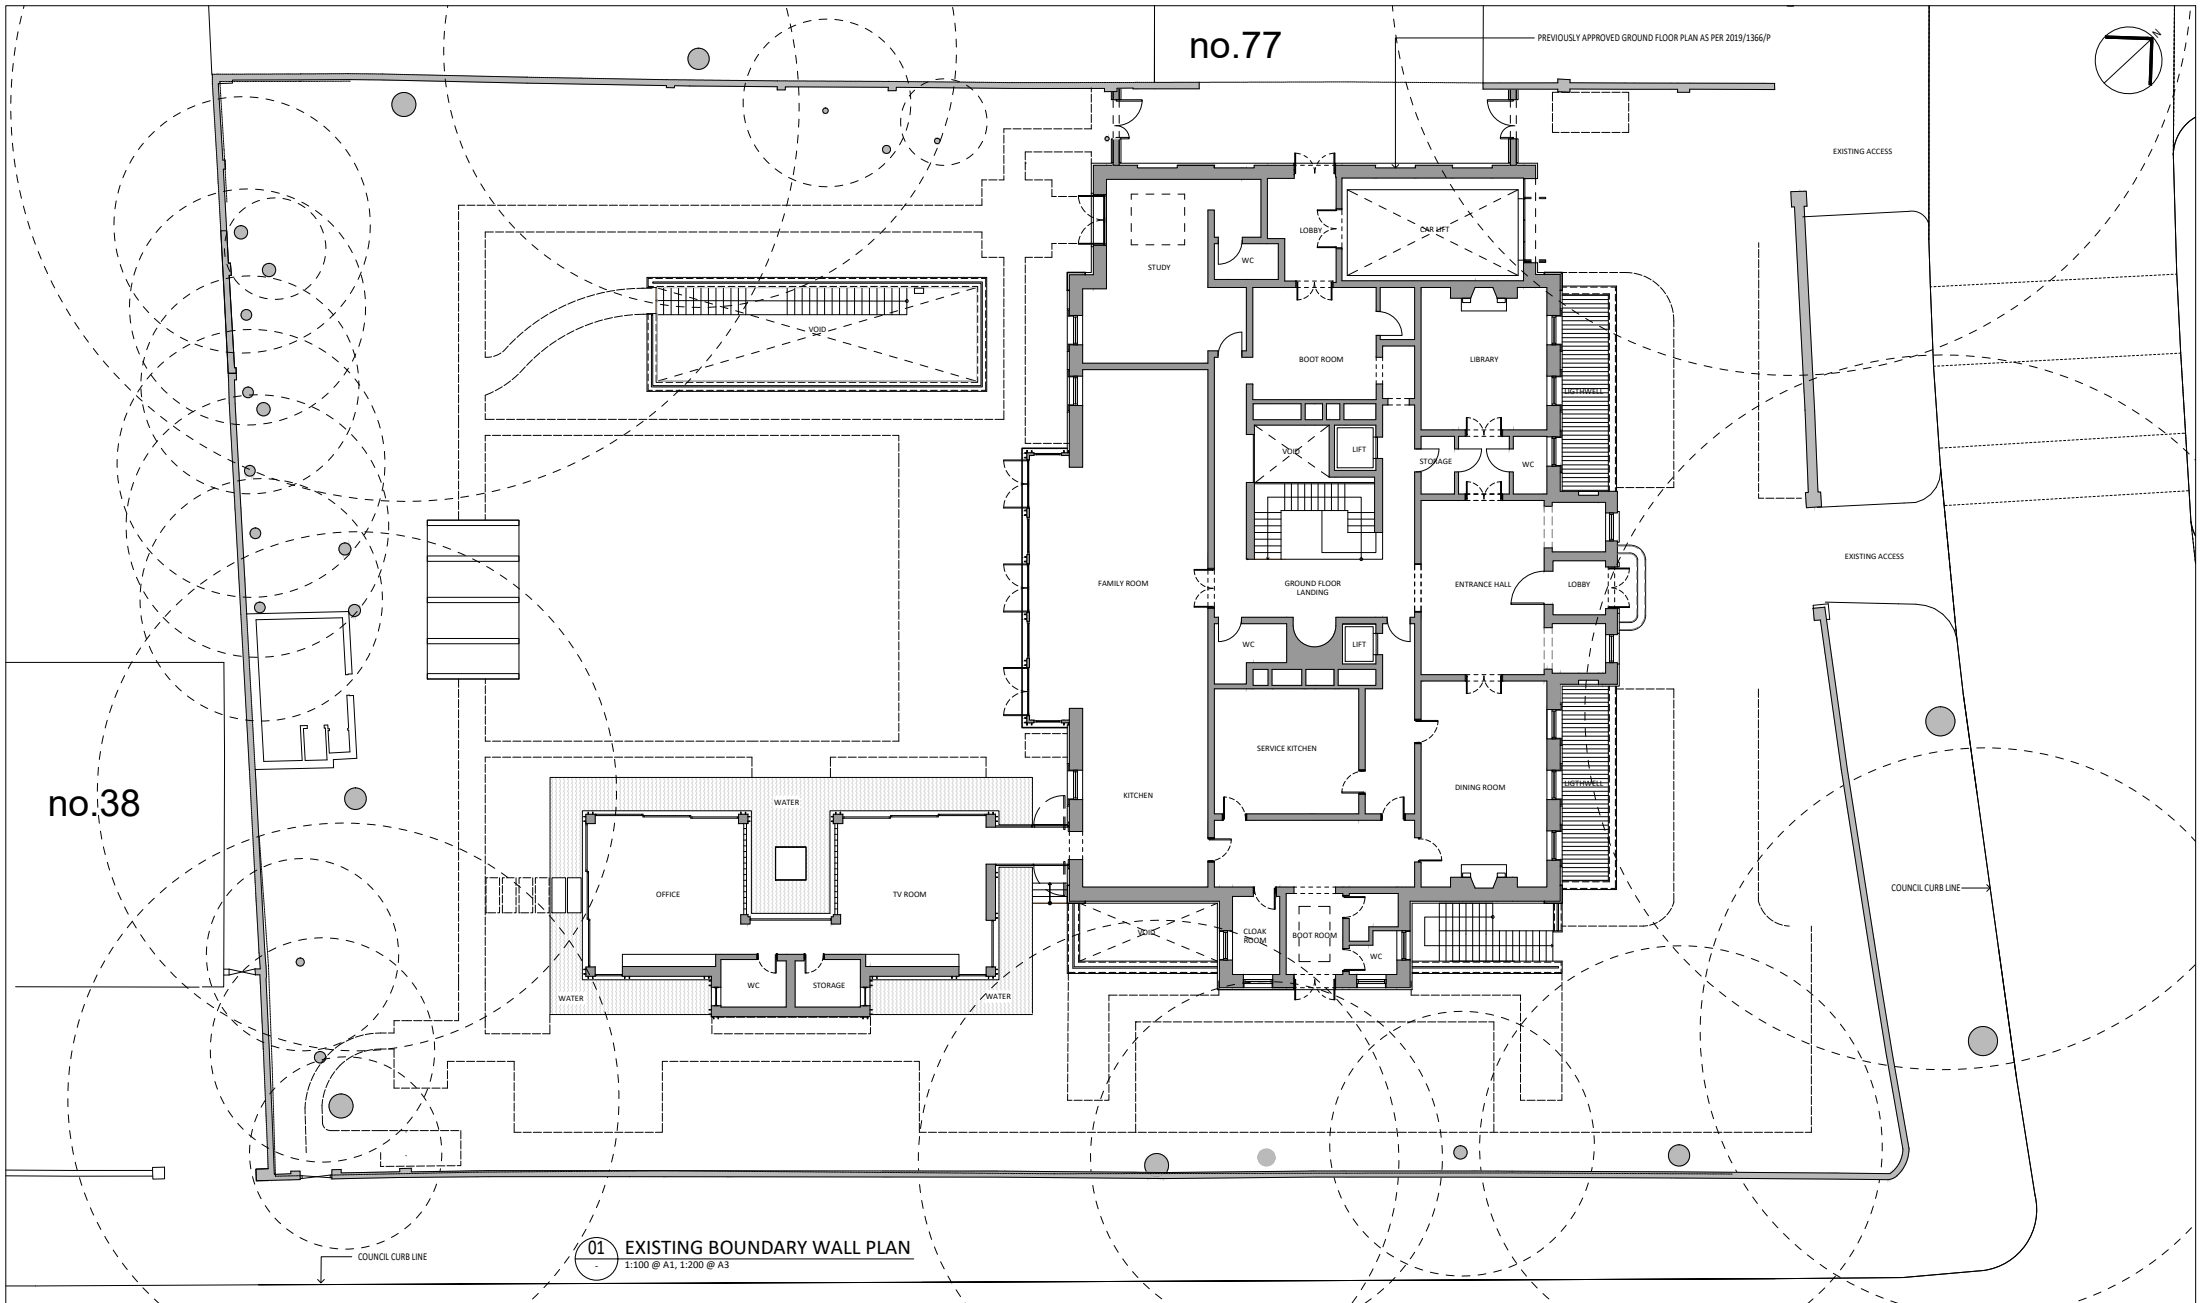 no.77
PREVIOUSLY APPROVED GROUND FLOOR PLAN AS PER 2019/1366/P
N
EXISTING ACCESS
LOBBY
CAR LIFT
WC
STUDY
VOID
BOOT ROOM
LIBRARY
LIGTHWELL
VOID
LIFT
STORAGE
WC
EXISTING ACCESS
FAMILY ROOM
GROUND FLOOR
LANDING
ENTRANCE HALL
LOBBY
WC
LIFT
SERVICE KITCHEN
DINING ROOM
LIGTHWELL
KITCHEN
WATER
no.38
OFFICE
TV ROOM
COUNCIL CURB LINE
VOID
CLOAK
ROOM
BOOT ROOM
WC
WC
STORAGE
WATER
WATER
01
-
EXISTING BOUNDARY WALL PLAN
1:100 @ A1, 1:200 @ A3
COUNCIL CURB LINE